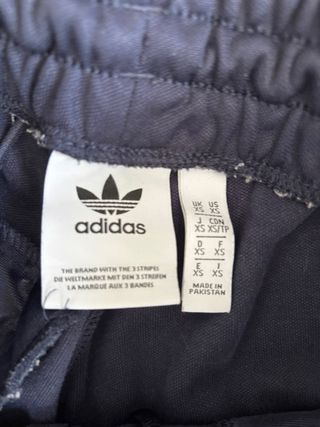 adidas
THE BRAND WITH THE 3 STRIPES
DIE WELTMARKE MIT DEN 3 STREIFEN
LA MARQUE AUX 3 BANDES
UK US
XS XS
J CDN
XS XS/TP
D F
XS XS
E I
XS XS
MADE IN
PAKISTAN